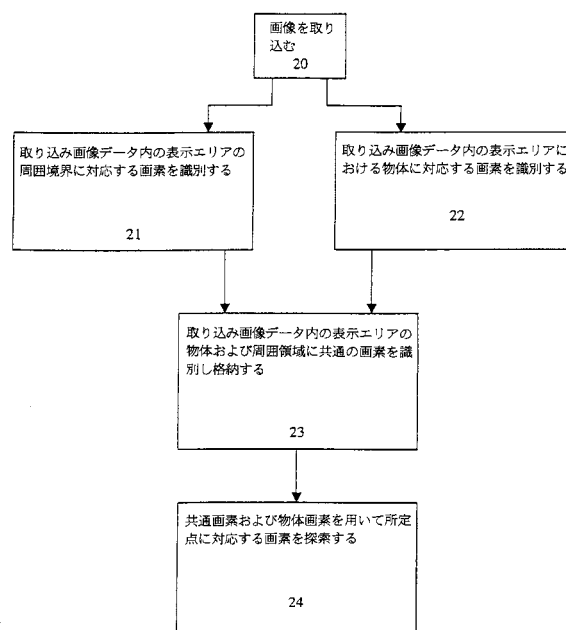 画像を取り
込む
20
取り込み画像データ内の表示エリアの
周囲境界に対応する画素を識別する
21
取り込み画像データ内の表示エリアに
おける物体に対応する画素を識別する
22
取り込み画像データ内の表示エリアの
物体および周囲領域に共通の画素を識
別し格納する
23
共通画素および物体画素を用いて所定
点に対応する画素を探索する
24